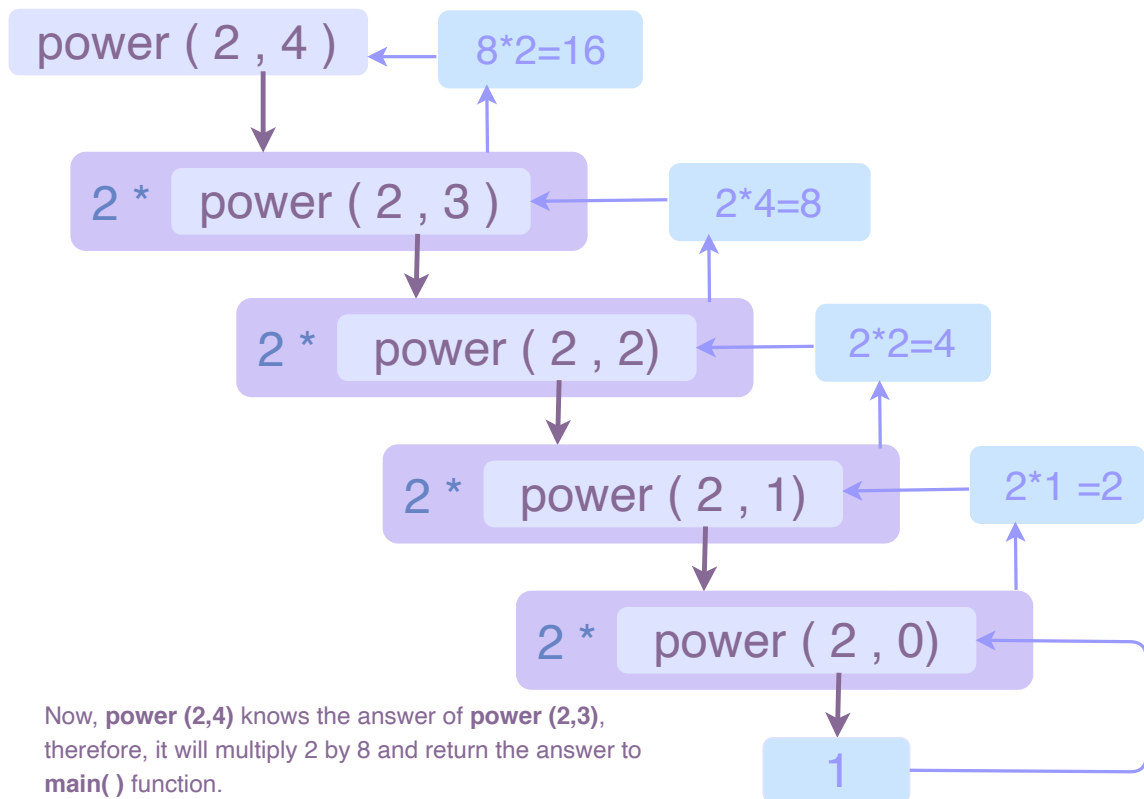 power ( 2 , 4 )
8*2=16
2 *
power ( 2 , 3 )
2*4=8
2 *
power ( 2 , 2)
2*2=4
2 *
power ( 2 , 1)
2*1 =2
2 *
power ( 2 , 0)
1
Now, power (2,4) knows the answer of power (2,3),
therefore, it will multiply 2 by 8 and return the answer to
main( ) function.